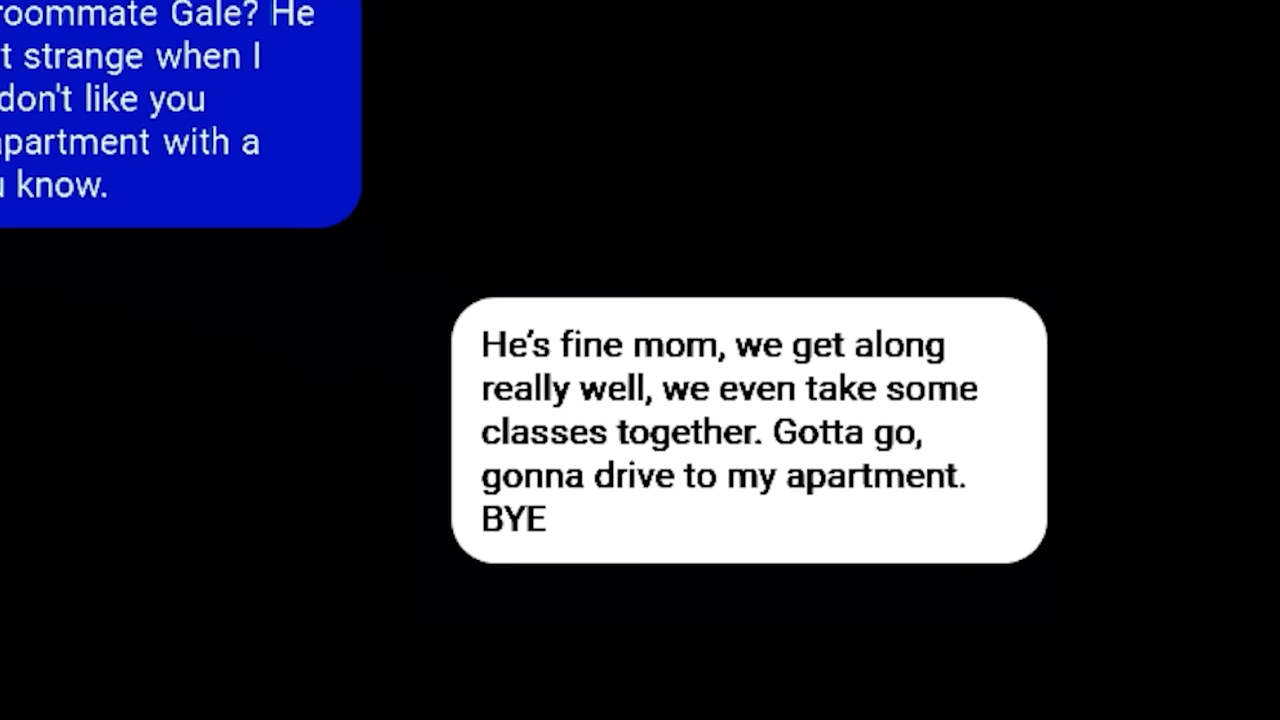 roommate Gale? He
t strange when I
don't like you
apartment with a
know.
He's fine mom, we get along
really well, we even take some
classes together. Gotta go,
gonna drive to my apartment.
BYE